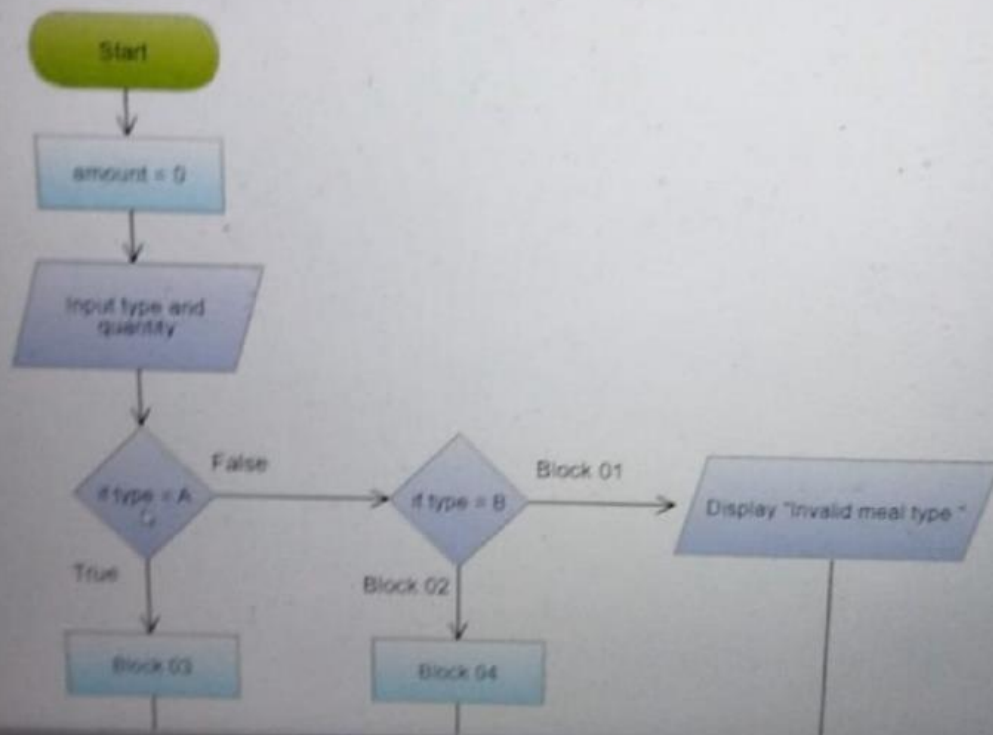 Start
amount = 0
Input type and
quantity
if type = A
False
if type = B
Block 01
Display "Invalid meal type "
True
Block 02
Block 03
Block 04